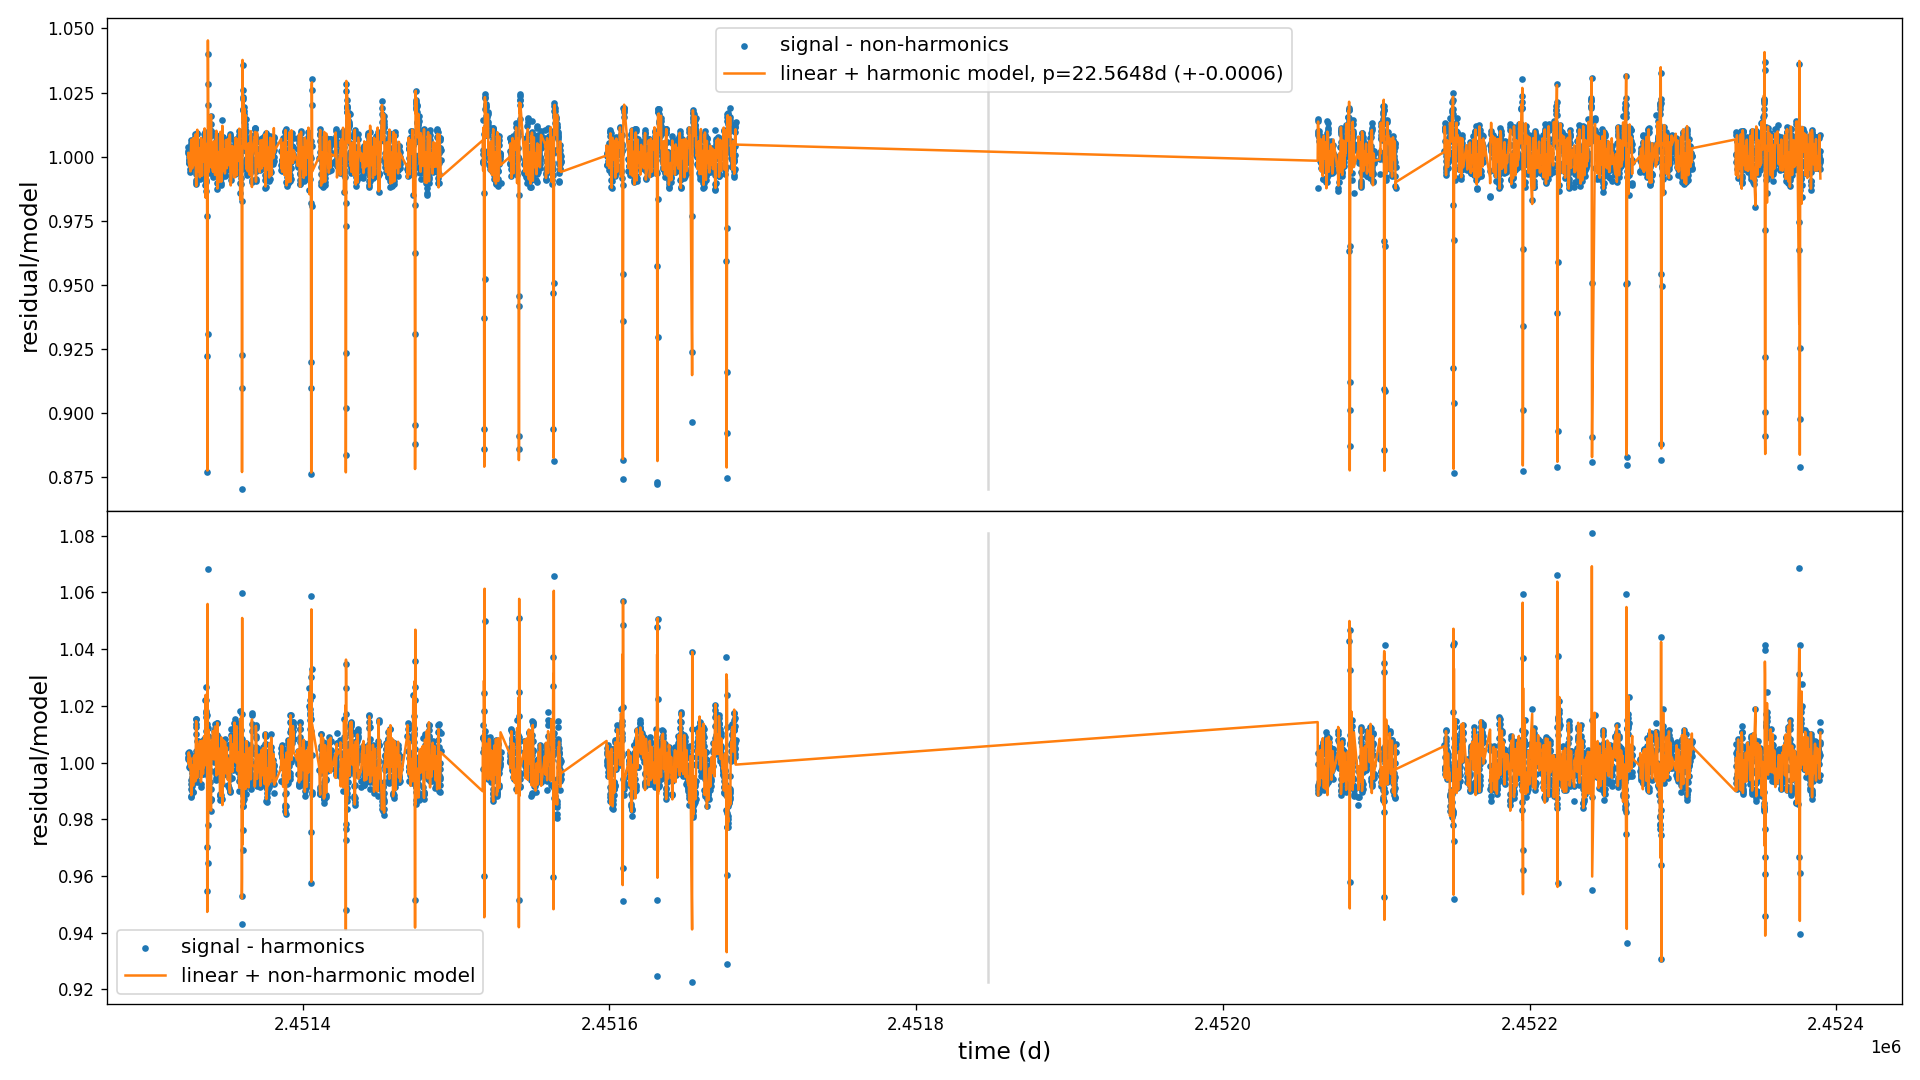 1.050
1.025
1.000
0.975
0.950
0.925
0.900
0.875
residual/model
signal - non-harmonics
linear + harmonic model, p=22.5648d (+-0.0006)
1.08
1.06
1.04
1.02
1.00
0.98
0.96
0.94
0.92
residual/model
signal - harmonics
linear + non-harmonic model
2.4514
2.4516
2.4518
2.4520
2.4522
2.4524
1e6
time (d)